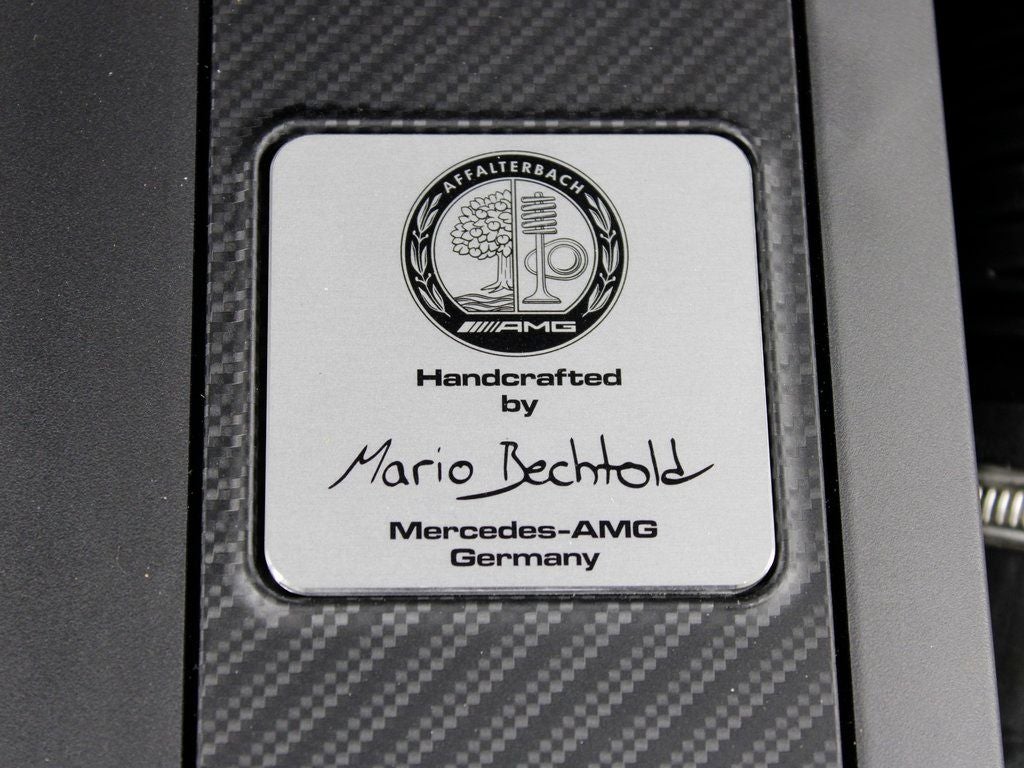 AFFALTERBACH
AMG
Handcrafted
by
Mario Bechtold
Mercedes-AMG
Germany